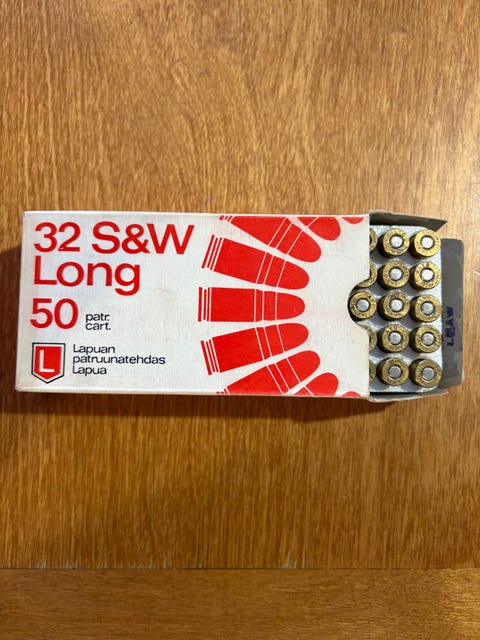 32 S&W
Long
50 patr.
cart.
L
Lapuan
patruunatehdas
Lapua